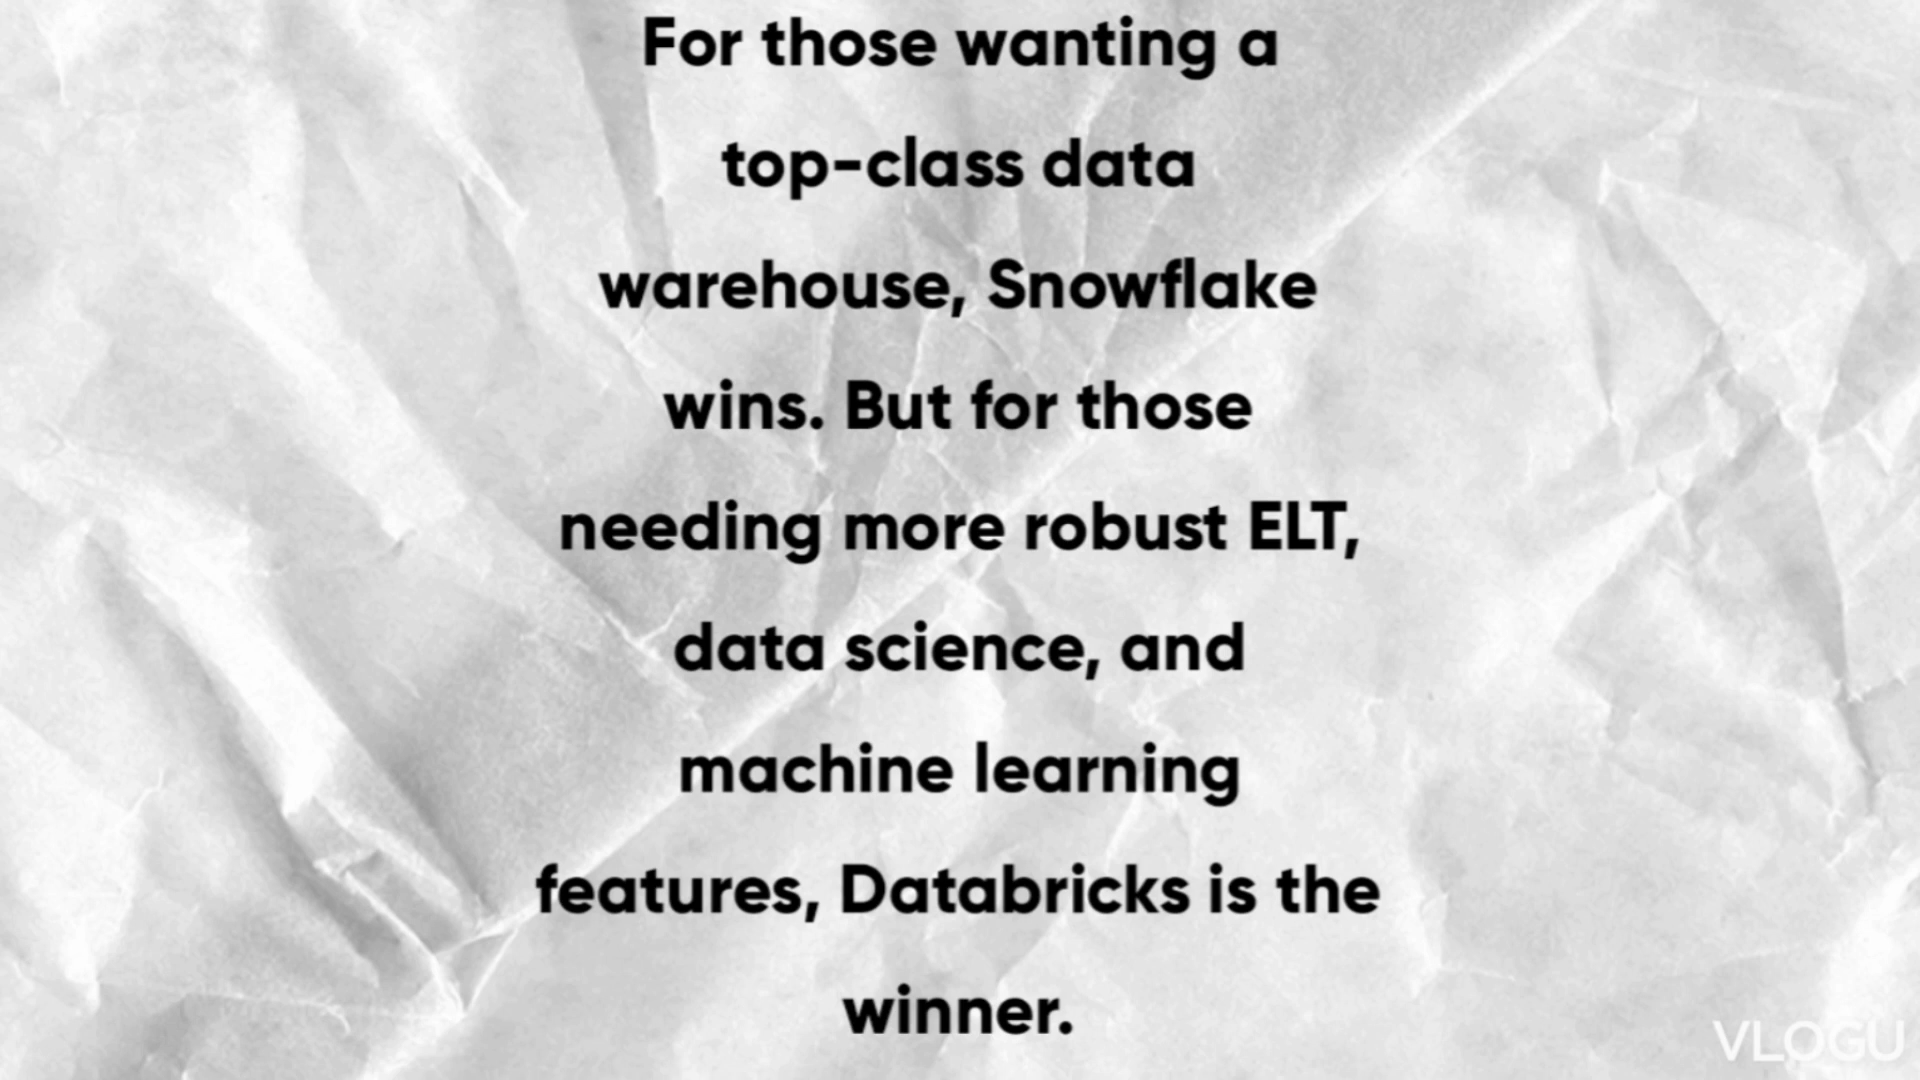 For those wanting a
top-class data
warehouse, Snowflake
wins. But for those
needing more robust ELT,
data science, and
machine learning
features, Databricks is the
winner.
VLOGU